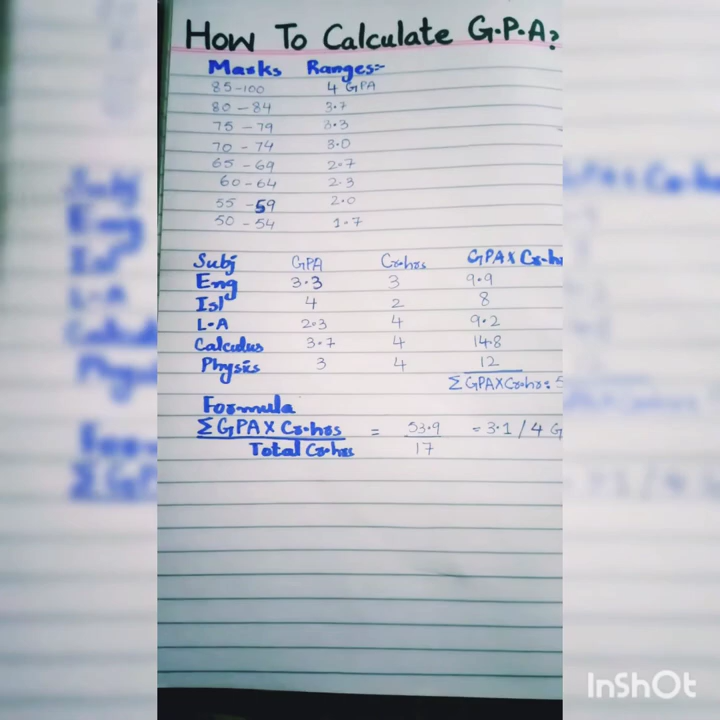 How To Calculate G.P.A?
Marks Ranges:-
85-100 4 GPA
80-84 3.7
75-79 3.3
70-74 3.0
65-69 2.7
60-64 2.3
55-59 2.0
50-54 1.7
Subj GPA Cr.hrs GPA X Cr.h
Eng 3.3 3 9.9
Isl 4 2 8
L.A 2.3 4 9.2
Calculus 3.7 4 14.8
Physics 3 4 12
ΣGPAXCr.hr: 5
Formula
ΣGPA X Cr.hrs = 53.9 = 3.1/4 G
Total Cr.hrs 17
InShOt